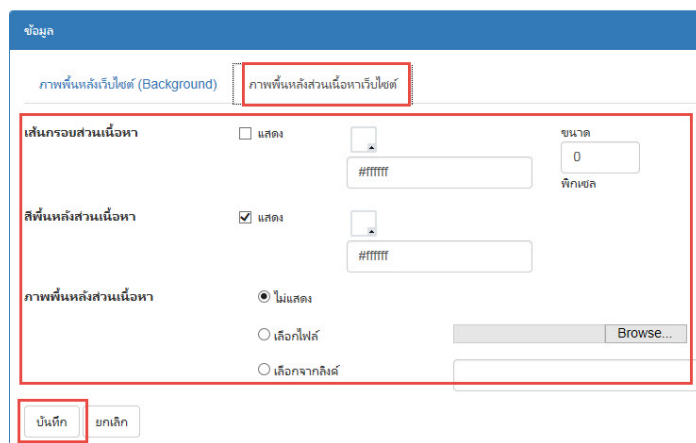 ข้อมูล
ภาพพื้นหลังเว็บไซต์ (Background) ภาพพื้นหลังส่วนเนื้อหาเว็บไซต์
เส้นกรอบส่วนเนื้อหา แสดง ขนาด
0
#ffffff
พิกเซล
สีพื้นหลังส่วนเนื้อหา แสดง
#ffffff
ภาพพื้นหลังส่วนเนื้อหา ไม่แสดง
เลือกไฟล์ Browse...
เลือกจากลิงค์
บันทึก ยกเลิก